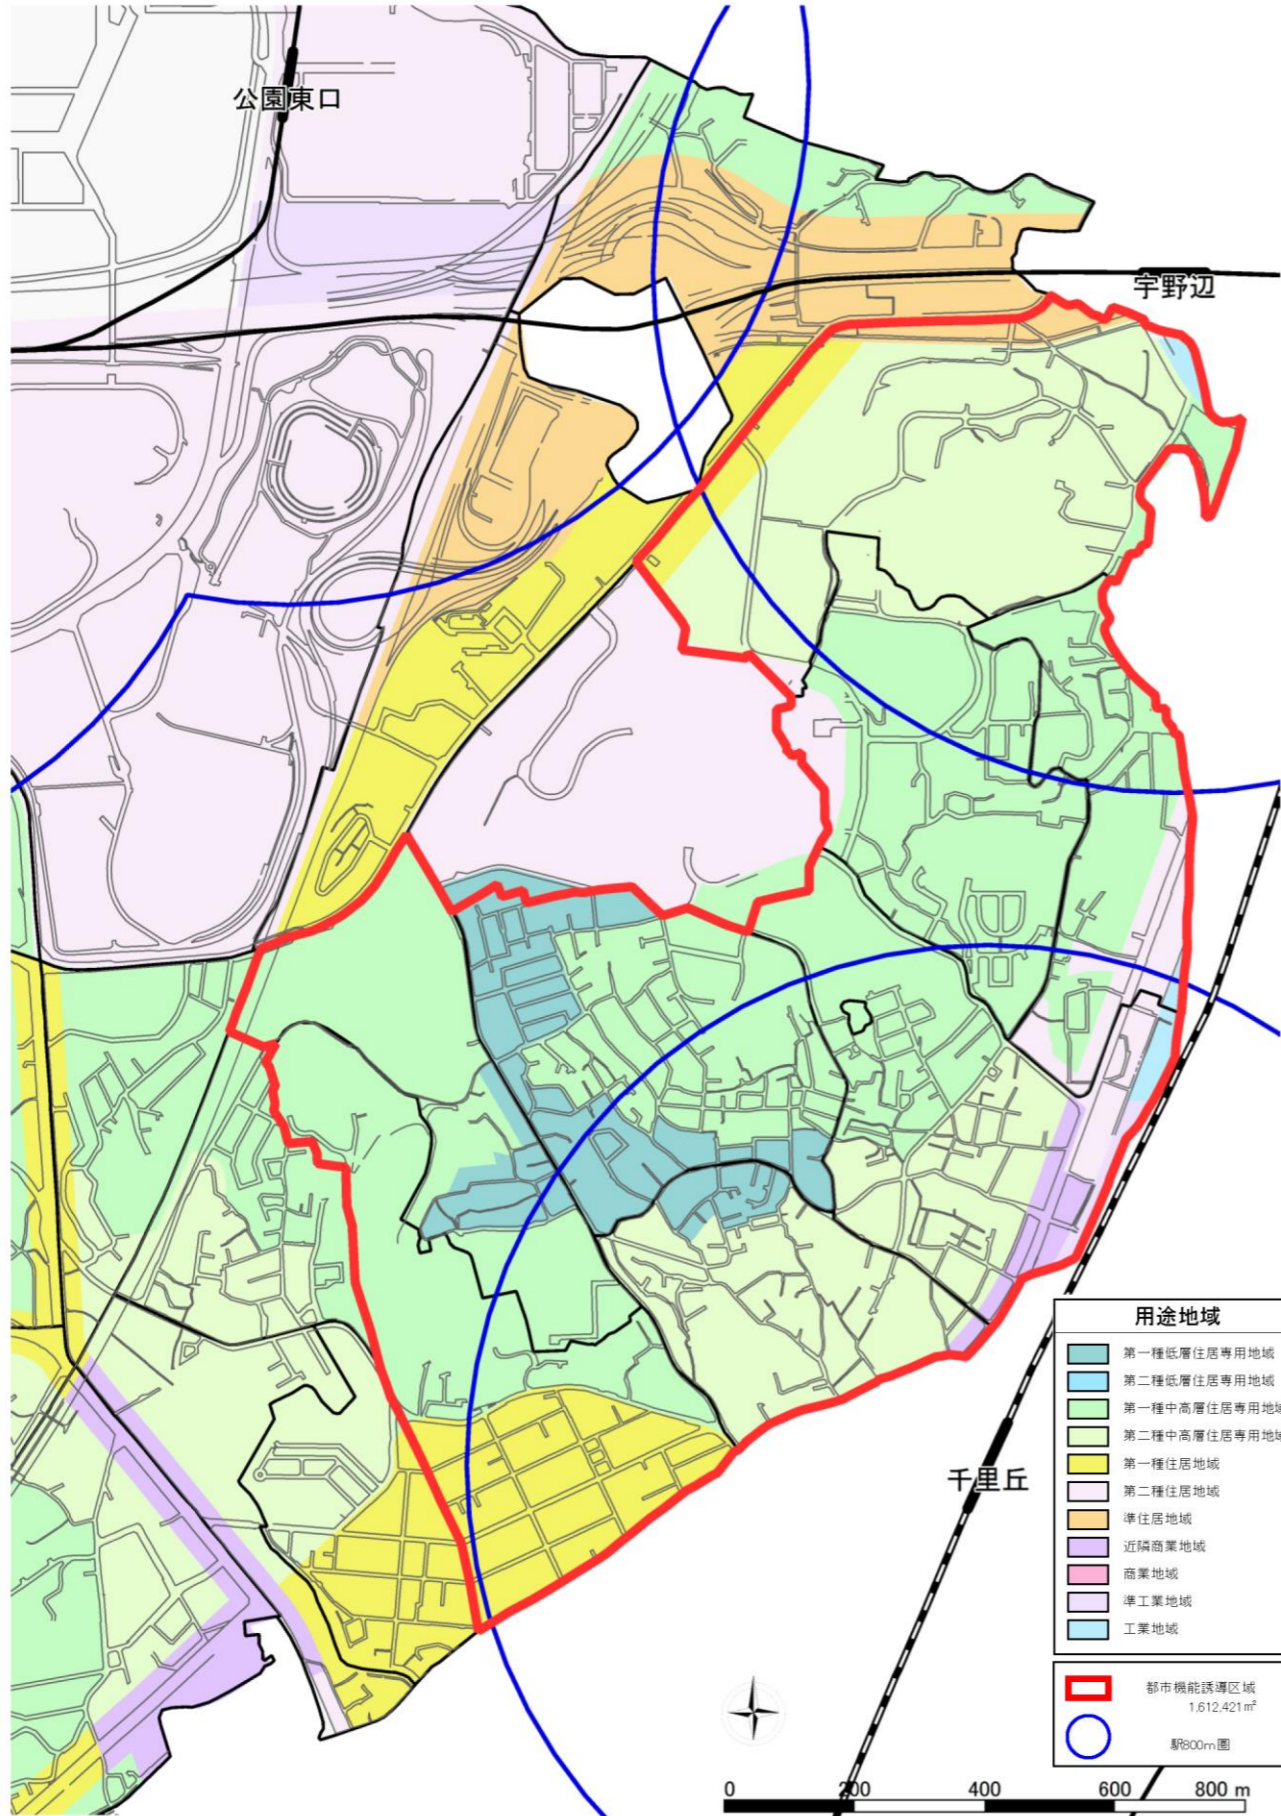 公園東口
宇野辺
用途地域
第一種低層住居専用地域
第二種低層住居専用地域
第一種中高層住居専用地域
第二種中高層住居専用地域
第一種住居地域
第二種住居地域
準住居地域
近隣商業地域
商業地域
準工業地域
工業地域
千里丘
都市機能誘導区域
1,612,421㎡
駅800m圏
0 200 400 600 800 m